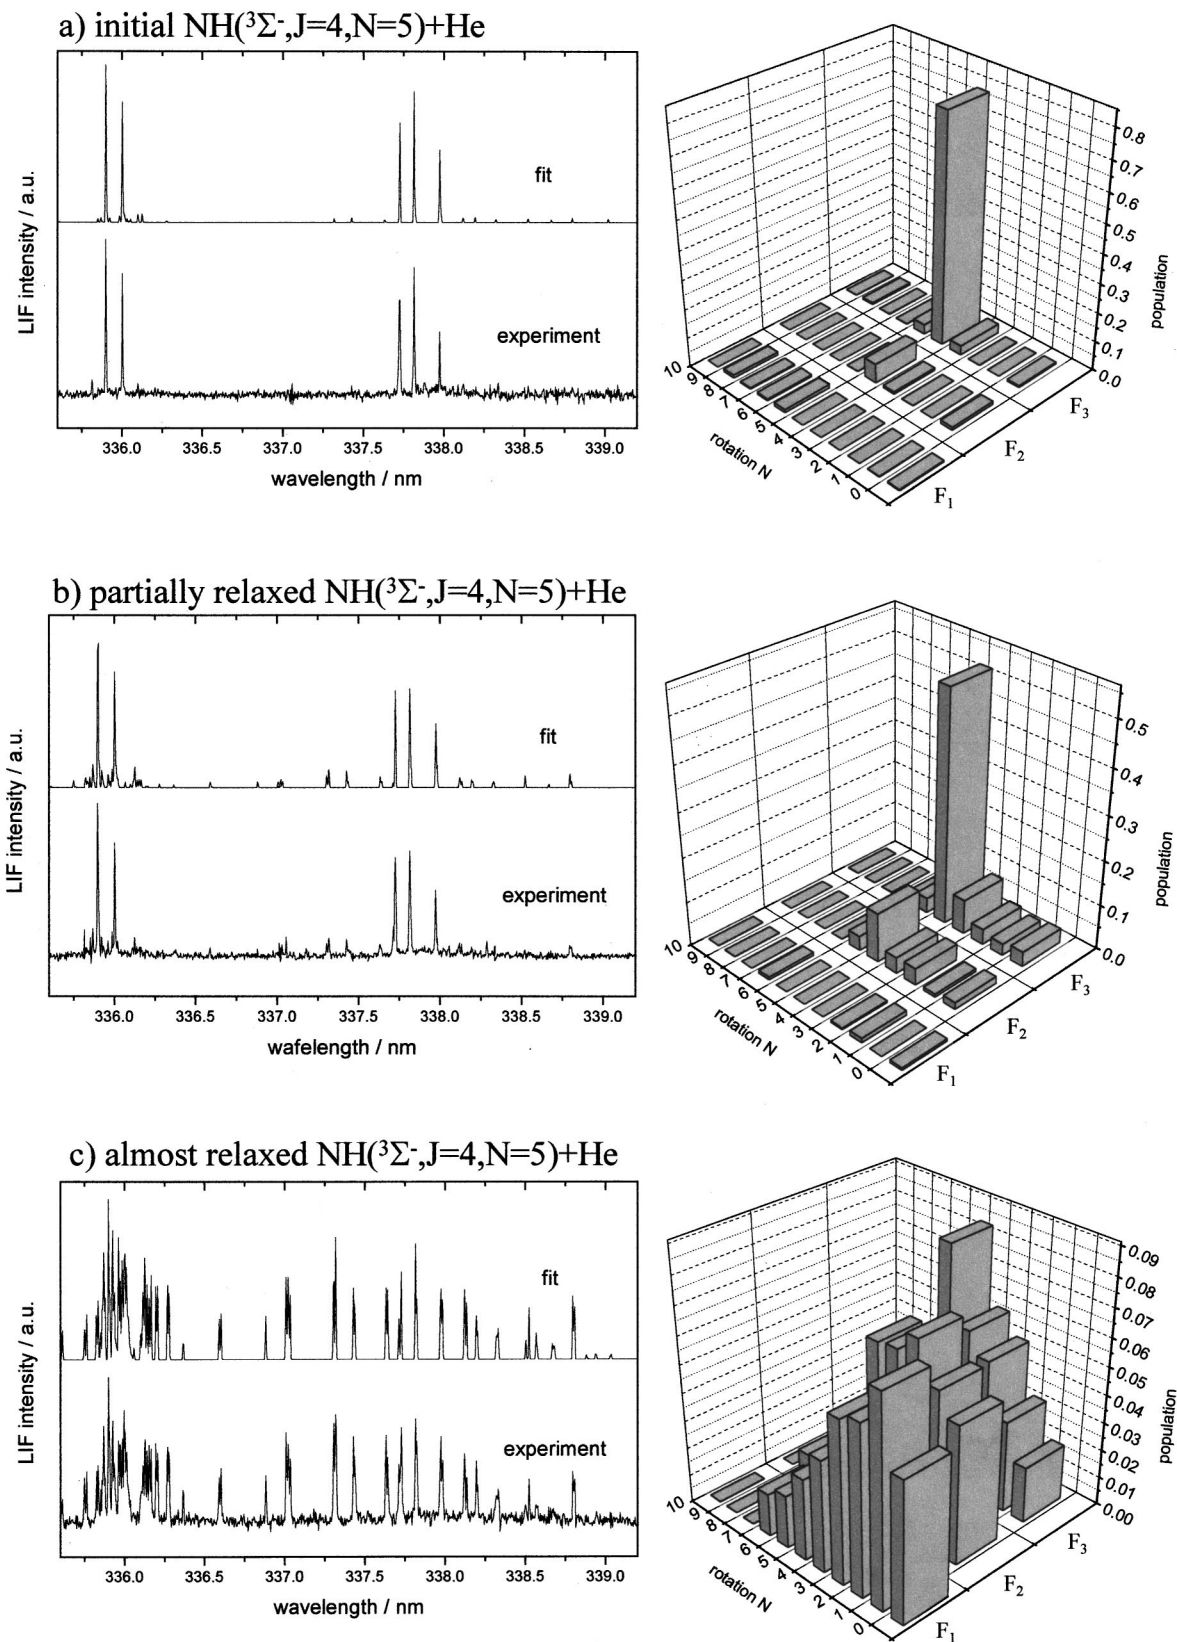 a) initial NH(³Σ⁻,J=4,N=5)+He
LIF intensity / a.u.
fit
experiment
336.0 336.5 337.0 337.5 338.0 338.5 339.0
wavelength / nm
0.8
0.7
0.6
0.5
0.4
0.3
0.2
0.1
0.0
population
10 9 8 7 6 5 4 3 2 1 0
rotation N
F₁
F₂
F₃
b) partially relaxed NH(³Σ⁻,J=4,N=5)+He
LIF intensity / a.u.
fit
experiment
336.0 336.5 337.0 337.5 338.0 338.5 339.0
wafelength / nm
0.5
0.4
0.3
0.2
0.1
0.0
population
10 9 8 7 6 5 4 3 2 1 0
rotation N
F₁
F₂
F₃
c) almost relaxed NH(³Σ⁻,J=4,N=5)+He
LIF intensity / a.u.
fit
experiment
336.0 336.5 337.0 337.5 338.0 338.5 339.0
wavelength / nm
0.09
0.08
0.07
0.06
0.05
0.04
0.03
0.02
0.01
0.00
population
10 9 8 7 6 5 4 3 2 1 0
rotation N
F₁
F₂
F₃